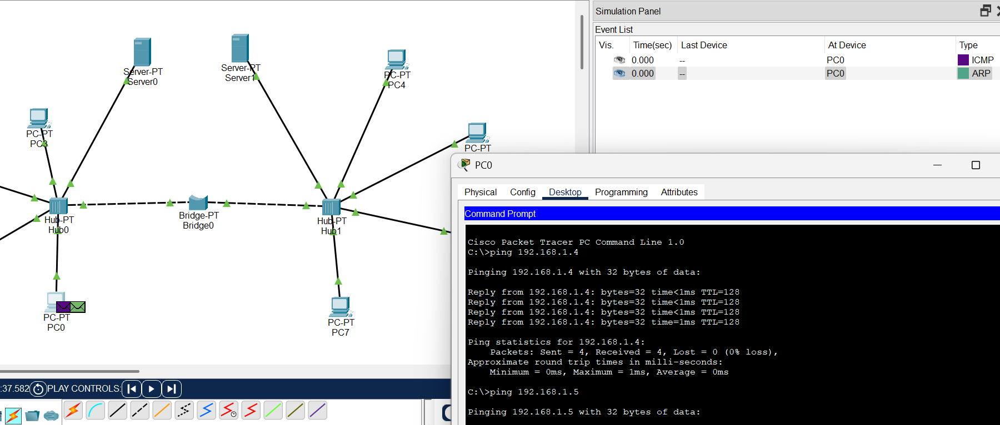 Simulation Panel
Event List
Vis. Time(sec) Last Device At Device Type
0.000 -- PC0 ICMP
0.000 -- PC0 ARP
Server-PT
Server0
Server-PT
Server1
PC-PT
PC4
PC-PT
PC3
PC-PT
Hub-PT
Hub0
Bridge-PT
Bridge0
Hub-PT
Hub1
PC-PT
PC0
PC-PT
PC7
:37.582 PLAY CONTROLS:
PC0
Physical Config Desktop Programming Attributes
Command Prompt
Cisco Packet Tracer PC Command Line 1.0
C:\>ping 192.168.1.4
Pinging 192.168.1.4 with 32 bytes of data:
Reply from 192.168.1.4: bytes=32 time<1ms TTL=128
Reply from 192.168.1.4: bytes=32 time<1ms TTL=128
Reply from 192.168.1.4: bytes=32 time<1ms TTL=128
Reply from 192.168.1.4: bytes=32 time=1ms TTL=128
Ping statistics for 192.168.1.4:
Packets: Sent = 4, Received = 4, Lost = 0 (0% loss),
Approximate round trip times in milli-seconds:
Minimum = 0ms, Maximum = 1ms, Average = 0ms
C:\>ping 192.168.1.5
Pinging 192.168.1.5 with 32 bytes of data: